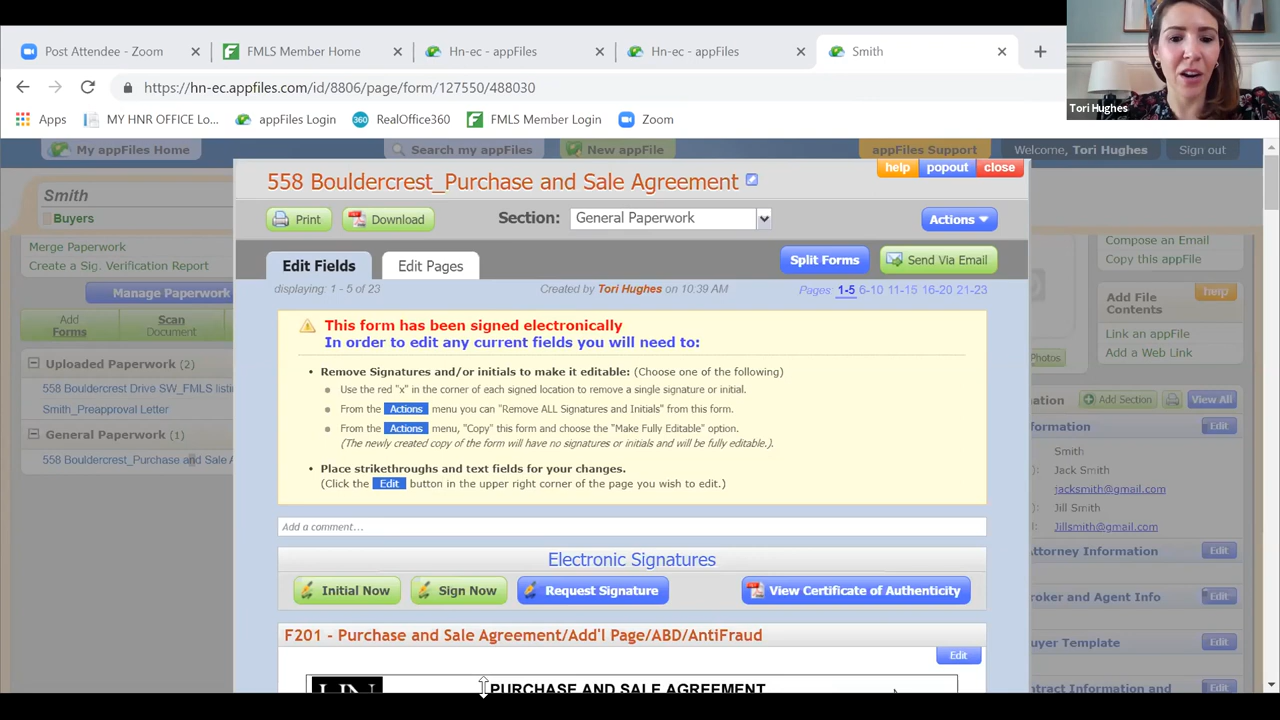 Post Attendee - Zoom
FMLS Member Home
Hn-ec - appFiles
Hn-ec - appFiles
Smith
Tori Hughes
https://hn-ec.appfiles.com/id/8806/page/form/127550/488030
Apps
MY HNR OFFICE Lo...
appFiles Login
360 RealOffice360
FMLS Member Login
Zoom
My appFiles Home
Search my appFiles
New appFile
appFiles Support
Welcome, Tori Hughes
Sign out
558 Bouldercrest_Purchase and Sale Agreement
help
popout
close
Smith
Buyers
Print
Download
Section:
General Paperwork
Actions
Merge Paperwork
Create a Sig. Verification Report
Manage Paperwork
Add Forms
Scan Document
Uploaded Paperwork (2)
558 Bouldercrest Drive SW_FMLS listi
Smith_Preapproval Letter
General Paperwork (1)
558 Bouldercrest_Purchase and Sale A
Edit Fields
Edit Pages
Split Forms
Send Via Email
displaying: 1 - 5 of 23
Created by Tori Hughes on 10:39 AM
Pages: 1-5 6-10 11-15 16-20 21-23
This form has been signed electronically
In order to edit any current fields you will need to:
• Remove Signatures and/or initials to make it editable: (Choose one of the following)
Use the red "x" in the corner of each signed location to remove a single signature or initial.
From the Actions menu you can "Remove ALL Signatures and Initials" from this form.
From the Actions menu, "Copy" this form and choose the "Make Fully Editable" option.
(The newly created copy of the form will have no signatures or initials and will be fully editable.)
• Place strikethroughs and text fields for your changes.
(Click the Edit button in the upper right corner of the page you wish to edit.)
Add a comment...
Electronic Signatures
Initial Now
Sign Now
Request Signature
View Certificate of Authenticity
F201 - Purchase and Sale Agreement/Add'l Page/ABD/AntiFraud
Edit
HN
PURCHASE AND SALE AGREEMENT
Compose an Email
Copy this appFile
Add File Contents
help
Link an appFile
Add a Web Link
Photos
Add Section
View All
Edit
Smith
Jack Smith
jacksmith@gmail.com
Jill Smith
Jillsmith@gmail.com
Attorney Information
Edit
roker and Agent Info
Edit
uyer Template
Edit
ontract Information and
Edit